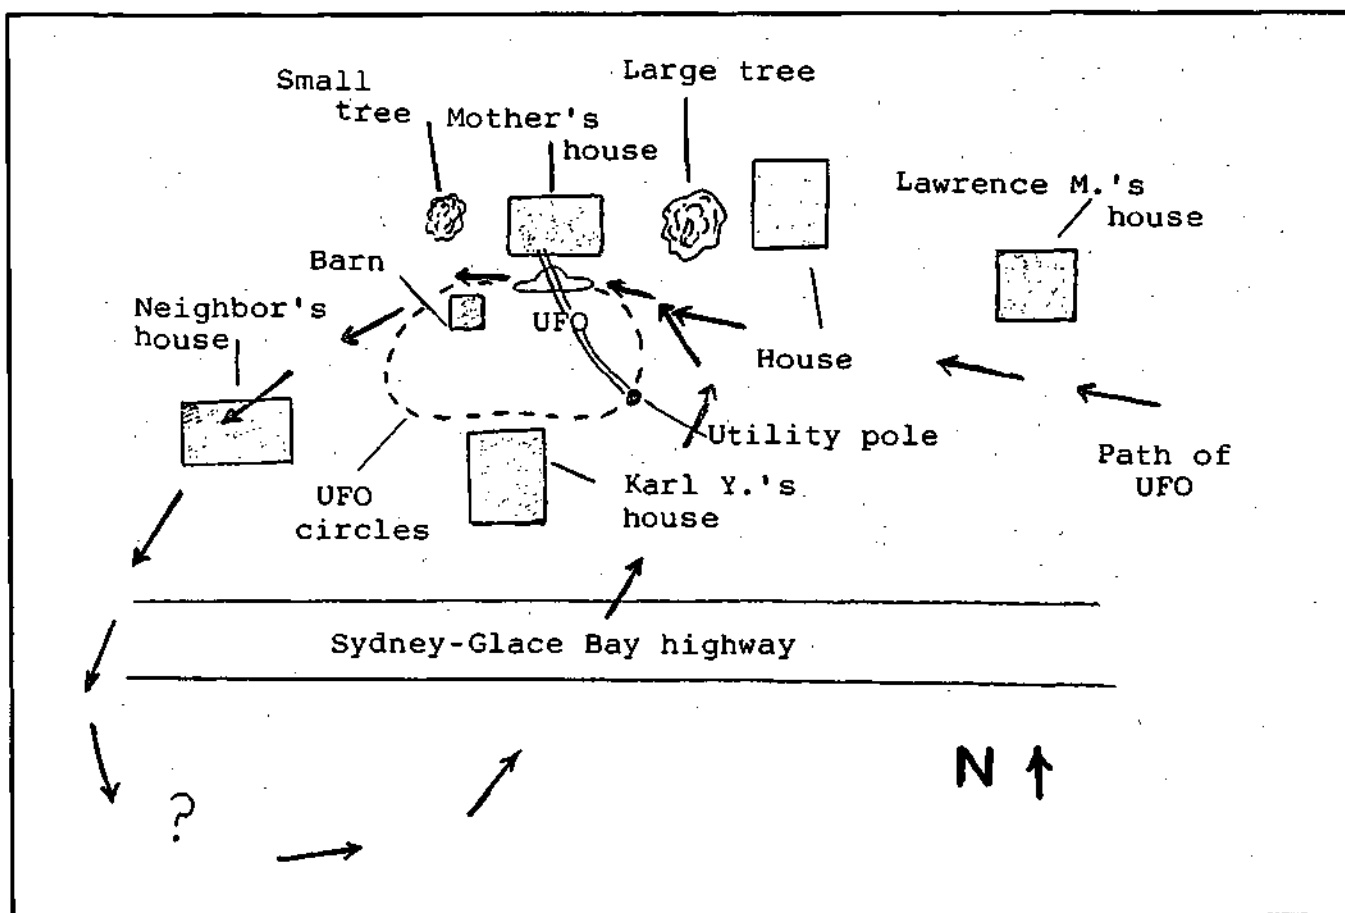 Large tree
Small
tree
Mother's
house
Lawrence M.'s
house
Barn
Neighbor's
house
UFO
House
Utility pole
Path of
UFO
UFO
circles
Karl Y.'s
house
Sydney-Glace Bay highway
N
?